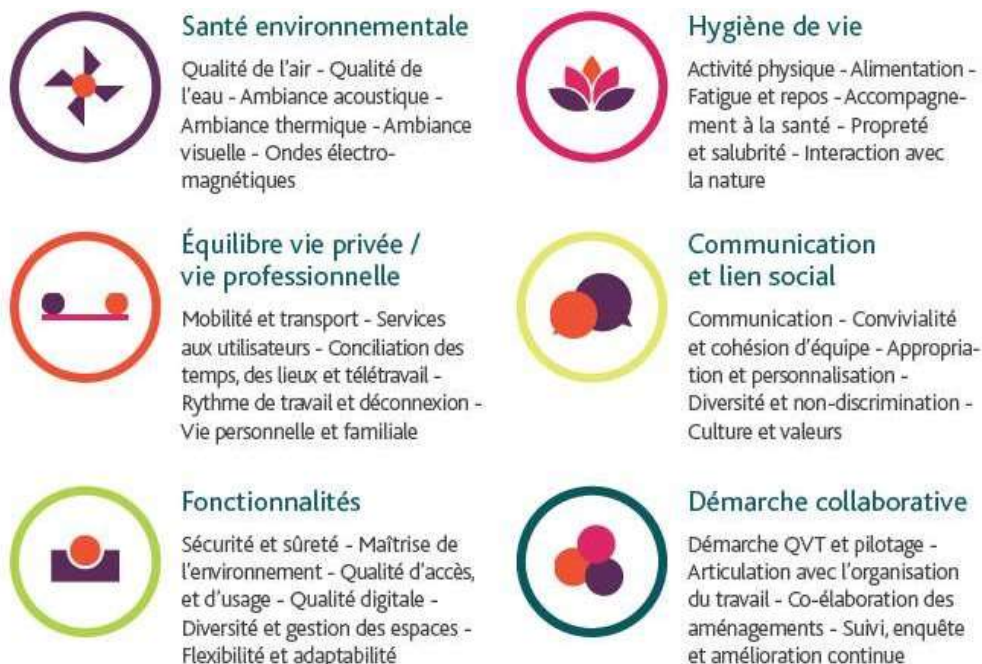 Santé environnementale
Qualité de l'air - Qualité de
l'eau - Ambiance acoustique -
Ambiance thermique - Ambiance
visuelle - Ondes électro-
magnétiques
Hygiène de vie
Activité physique - Alimentation -
Fatigue et repos - Accompagne-
ment à la santé - Propreté
et salubrité - Interaction avec
la nature
Équilibre vie privée /
vie professionnelle
Mobilité et transport - Services
aux utilisateurs - Conciliation des
temps, des lieux et télétravail -
Rythme de travail et déconnexion -
Vie personnelle et familiale
Communication
et lien social
Communication - Convivialité
et cohésion d'équipe - Appropria-
tion et personnalisation -
Diversité et non-discrimination -
Culture et valeurs
Fonctionnalités
Sécurité et sûreté - Maîtrise de
l'environnement - Qualité d'accès,
et d'usage - Qualité digitale -
Diversité et gestion des espaces -
Flexibilité et adaptabilité
Démarche collaborative
Démarche QVT et pilotage -
Articulation avec l'organisation
du travail - Co-élaboration des
aménagements - Suivi, enquête
et amélioration continue